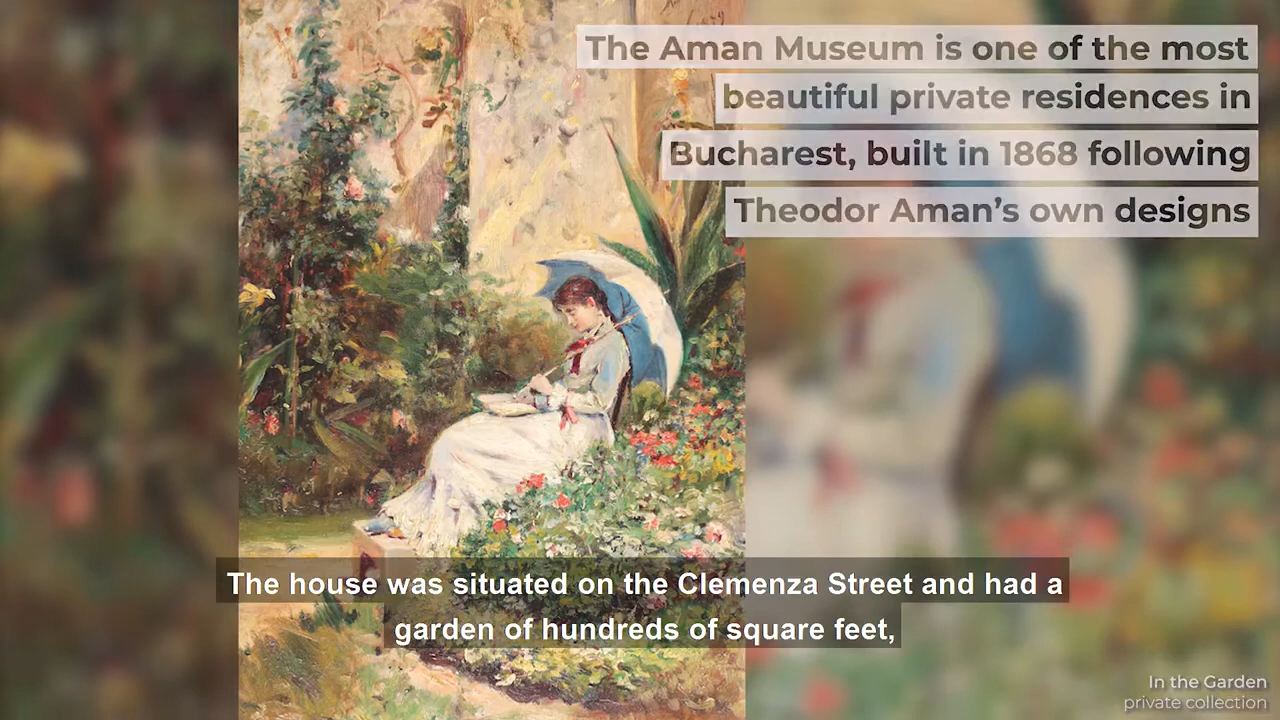 The Aman Museum is one of the most
beautiful private residences in
Bucharest, built in 1868 following
Theodor Aman’s own designs
The house was situated on the Clemenza Street and had a
garden of hundreds of square feet,
In the Garden
private collection